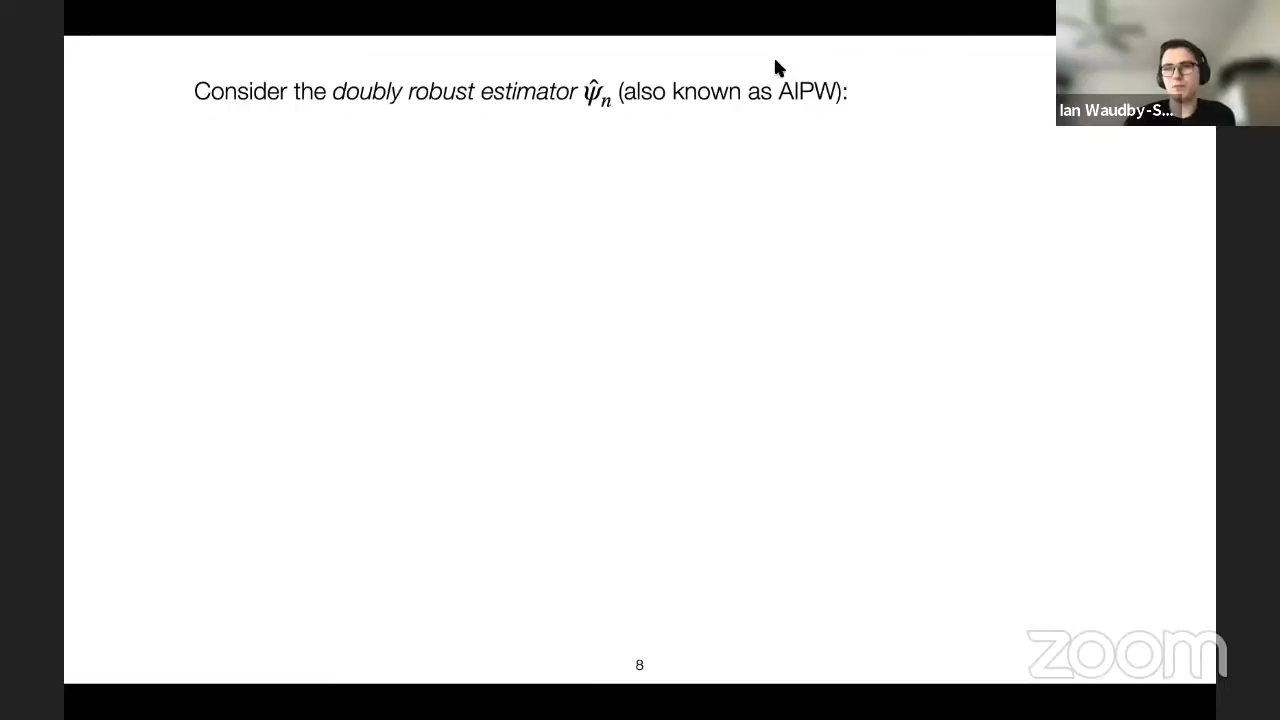 Consider the doubly robust estimator ψ̂ₙ (also known as AIPW):
Ian Waudby-S...
8
zoom